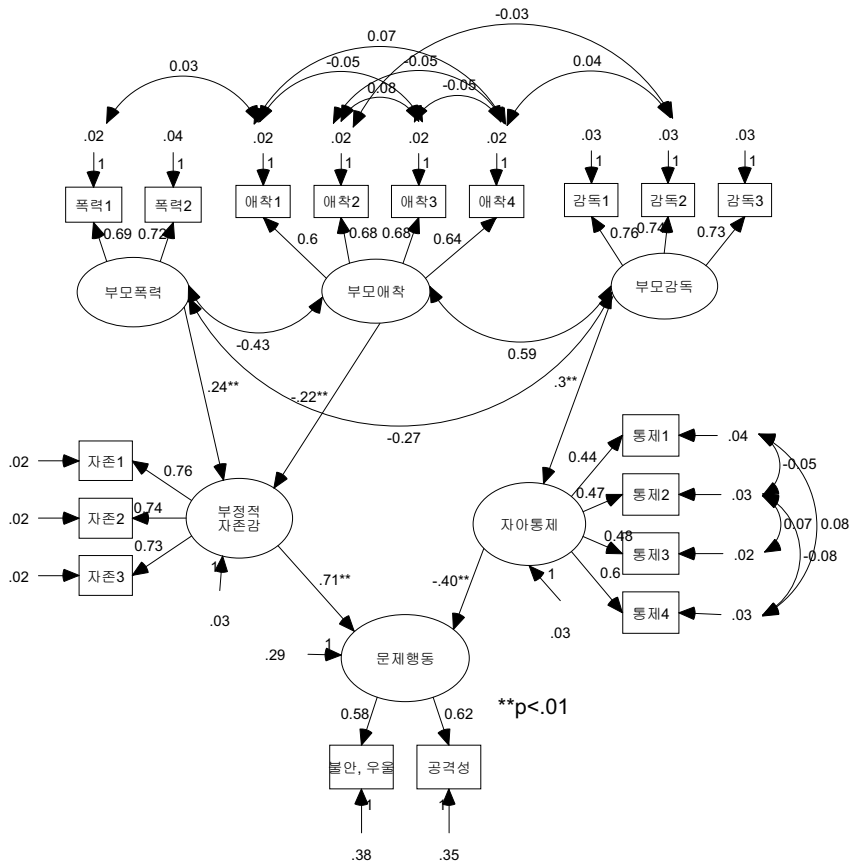 -0.03
0.07
0.03
-0.05
-0.05
0.04
-0.05
0.08
.02
.04
.02
.02
.02
.02
.03
.03
.03
1
1
1
1
1
1
1
1
1
폭력1
폭력2
애착1
애착2
애착3
애착4
감독1
감독2
감독3
0.69
0.72
0.6
0.68
0.68
0.64
0.76
0.74
0.73
부모폭력
부모애착
부모감독
-0.43
0.59
.24**
-.22**
.3**
-0.27
.02
자존1
0.76
.02
자존2
0.74
.02
자존3
0.73
부정적
자존감
1
.03
자아통제
1
.03
0.44
통제1
.04
0.47
통제2
.03
0.48
통제3
.02
0.6
통제4
.03
-0.05
0.07
0.08
-0.08
.71**
-.40**
.29
1
문제행동
**p<.01
0.58
0.62
불안, 우울
공격성
1
1
.38
.35